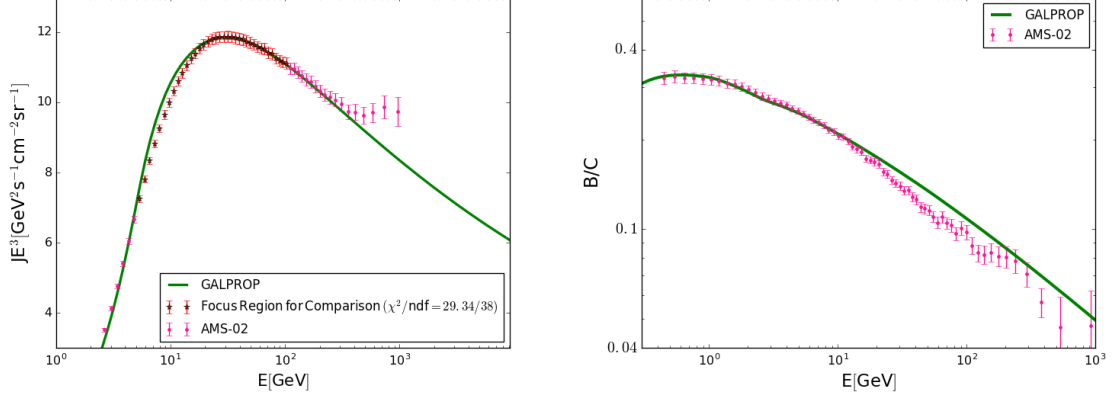 12
10
8
6
4
JE³[GeV²s⁻¹cm⁻²sr⁻¹]
GALPROP
Focus Region for Comparison (χ²/ndf = 29.34/38)
AMS-02
10⁰ 10¹ 10² 10³
E[GeV]
GALPROP
AMS-02
0.4
0.1
0.04
B/C
10⁰ 10¹ 10² 10³
E[GeV]